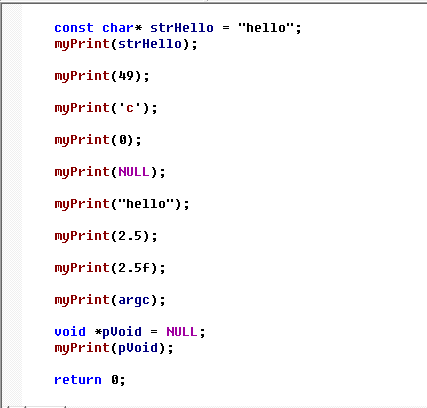 const char* strHello = "hello";
myPrint(strHello);
myPrint(49);
myPrint('c');
myPrint(0);
myPrint(NULL);
myPrint("hello");
myPrint(2.5);
myPrint(2.5f);
myPrint(argc);
void *pVoid = NULL;
myPrint(pVoid);
return 0;